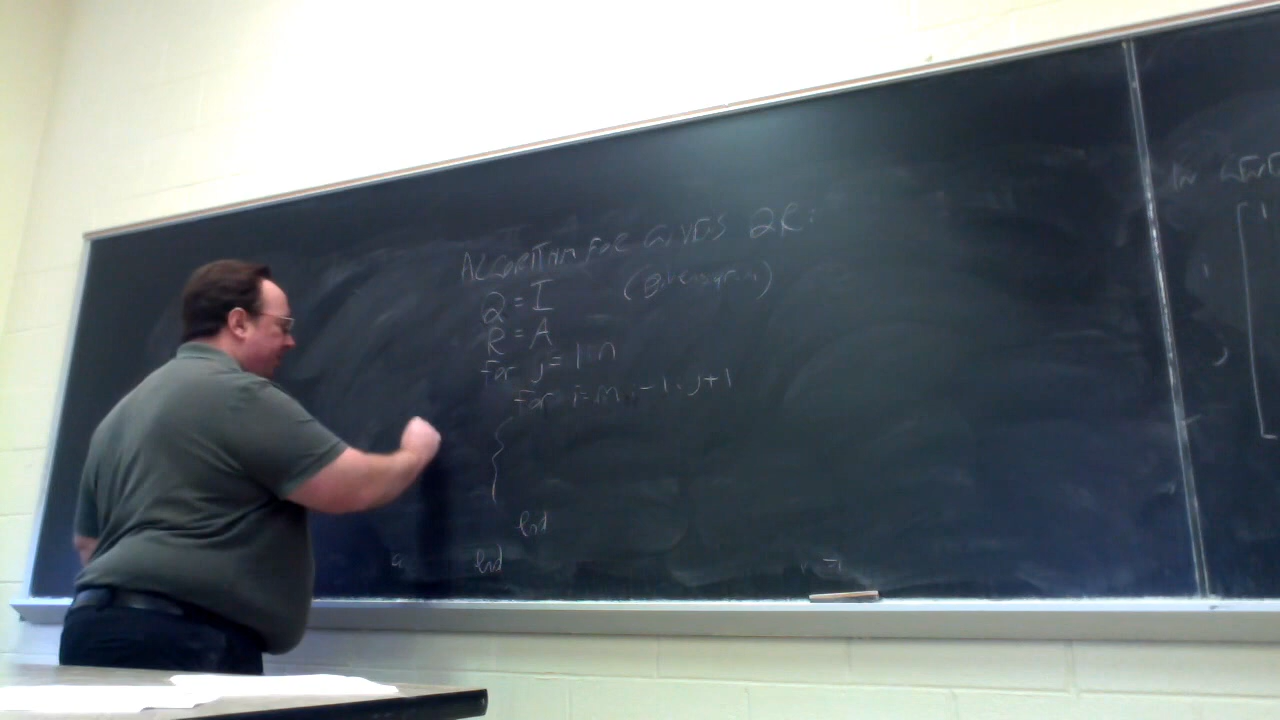 ALGORITHM FOR GIVENS QR:
Q = I
R = A
for j = 1:n
for i = m:-1:j+1
end
end